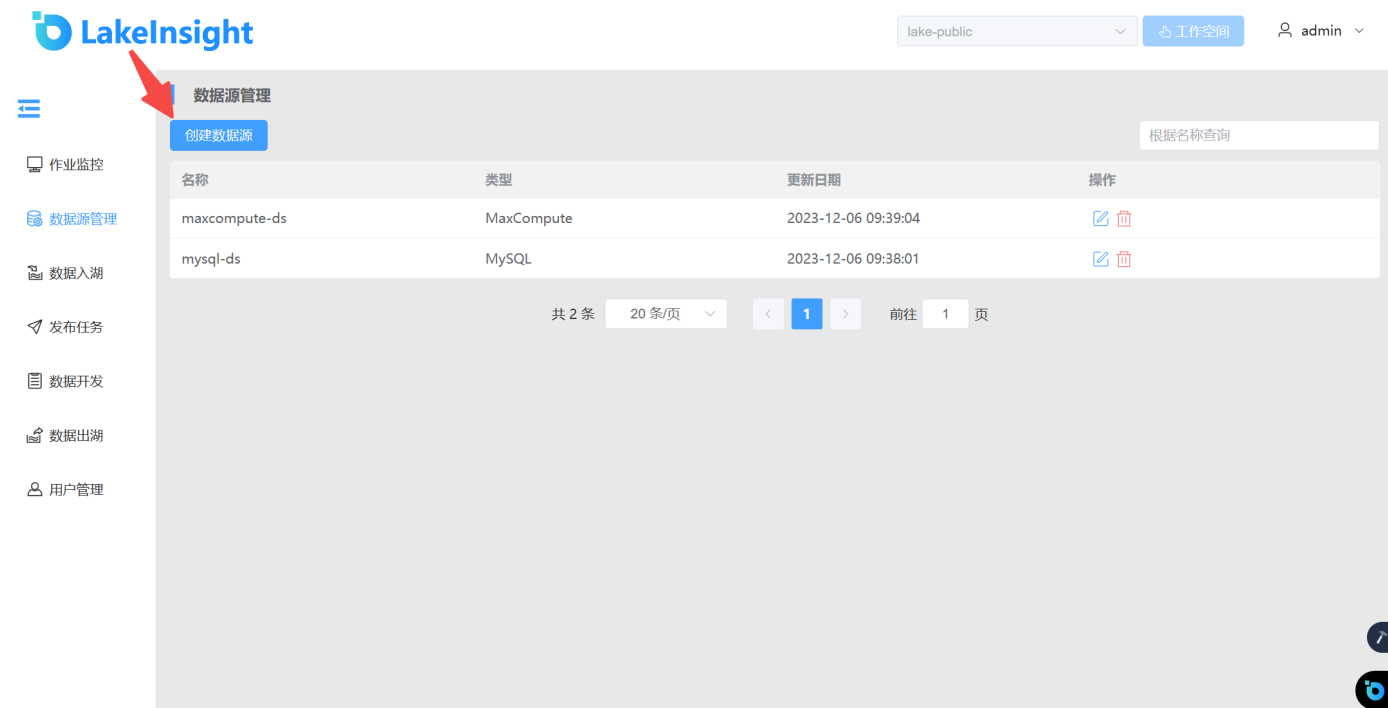 LakeInsight
lake-public
工作空间
admin
数据源管理
创建数据源
根据名称查询
作业监控
数据源管理
数据入湖
发布任务
数据开发
数据出湖
用户管理
名称 类型 更新日期 操作
maxcompute-ds MaxCompute 2023-12-06 09:39:04
mysql-ds MySQL 2023-12-06 09:38:01
共 2 条 20 条/页 1 前往 1 页